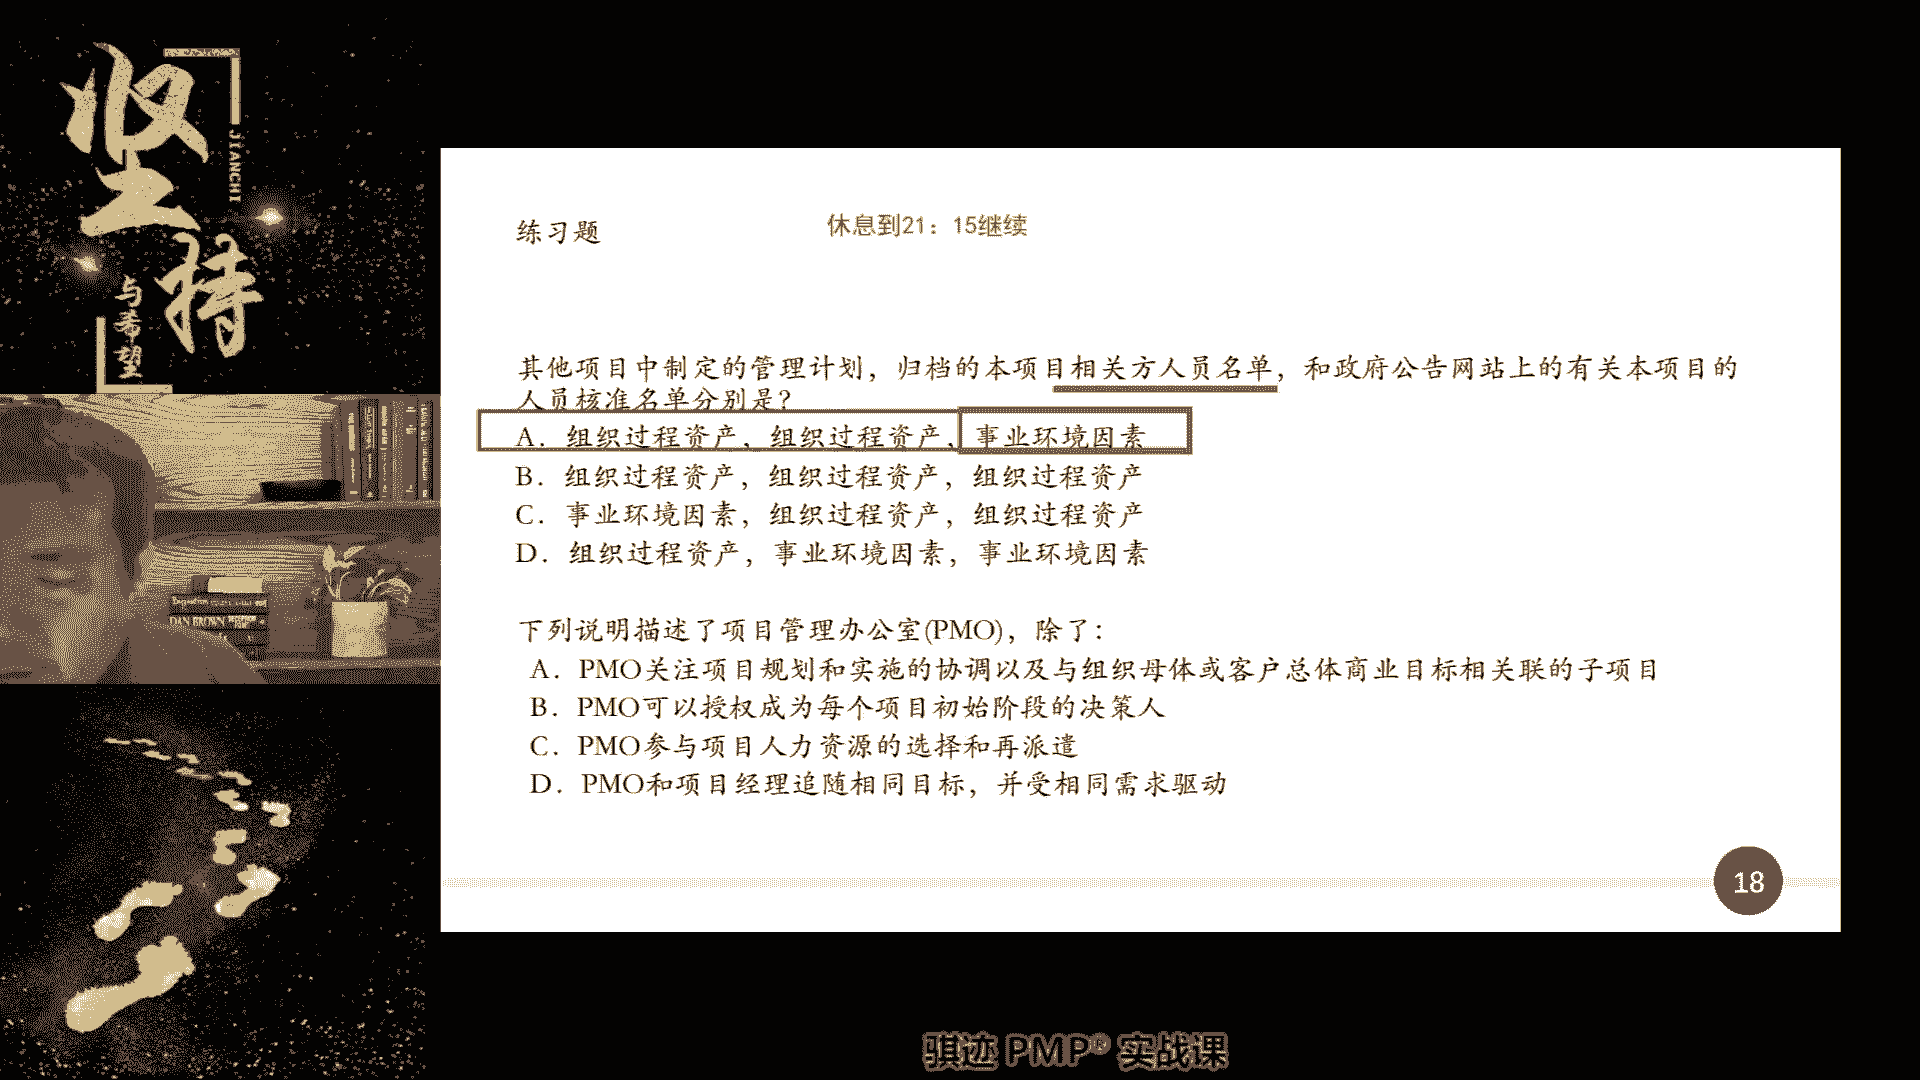 坚持
JIANCHI
与希望
DAN BROWN
练习题
休息到21：15继续
其他项目中制定的管理计划，归档的本项目相关方人员名单，和政府公告网站上的有关本项目的
人员核准名单分别是？
A．组织过程资产，组织过程资产，事业环境因素
B．组织过程资产，组织过程资产，组织过程资产
C．事业环境因素，组织过程资产，组织过程资产
D．组织过程资产，事业环境因素，事业环境因素
下列说明描述了项目管理办公室(PMO)，除了：
A．PMO关注项目规划和实施的协调以及与组织母体或客户总体商业目标相关联的子项目
B．PMO可以授权成为每个项目初始阶段的决策人
C．PMO参与项目人力资源的选择和再派遣
D．PMO和项目经理追随相同目标，并受相同需求驱动
18
骐迹 PMP® 实战课